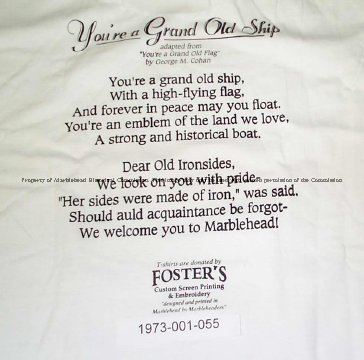 You're a Grand Old Ship
adapted from
"You're a Grand Old Flag"
by George M. Cohan
You're a grand old ship,
With a high-flying flag,
And forever in peace may you float.
You're an emblem of the land we love,
A strong and historical boat.
Dear Old Ironsides,
We look on you with pride.
"Her sides were made of iron," was said.
Should auld acquaintance be forgot-
We welcome you to Marblehead!
T-shirts are donated by
FOSTER'S
Custom Screen Printing
& Embroidery
"designed and printed in
Marblehead by Marbleheaders"
1973-001-055